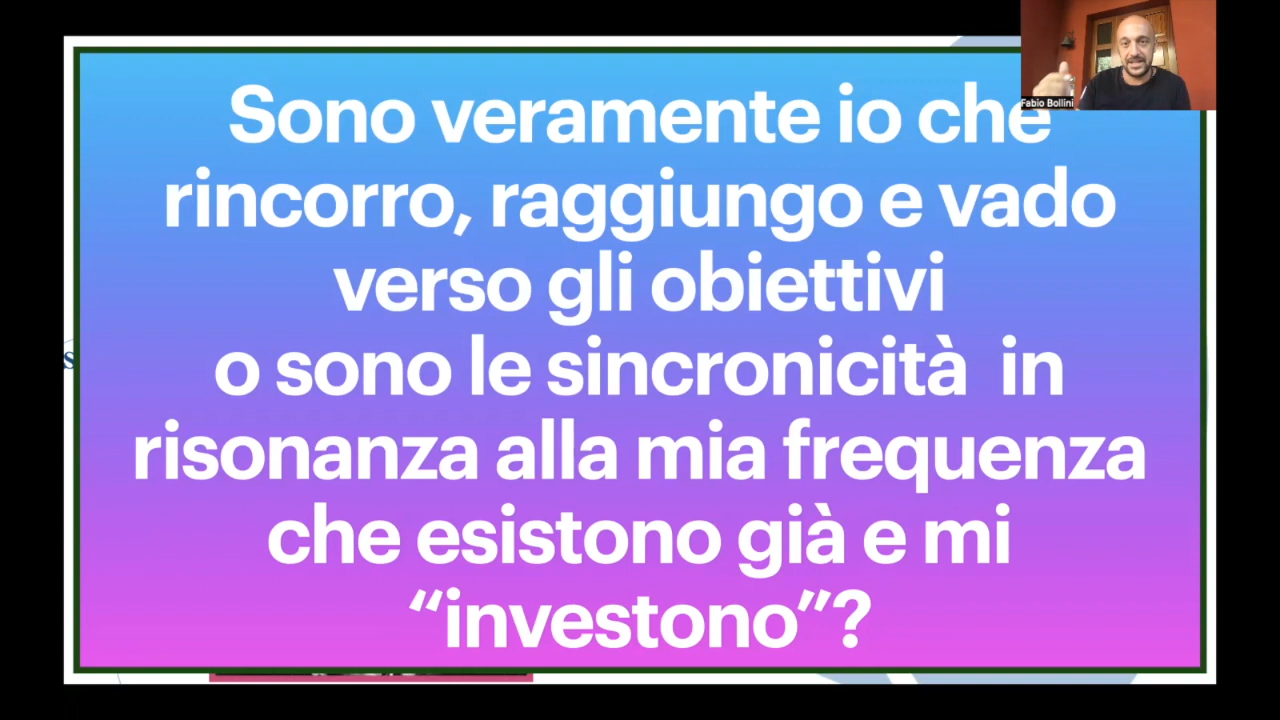 Sono veramente io che
Fabio Bollini
rincorro, raggiungo e vado
verso gli obiettivi
o sono le sincronicità in
s
risonanza alla mia frequenza
che esistono già e mi
“investono”?